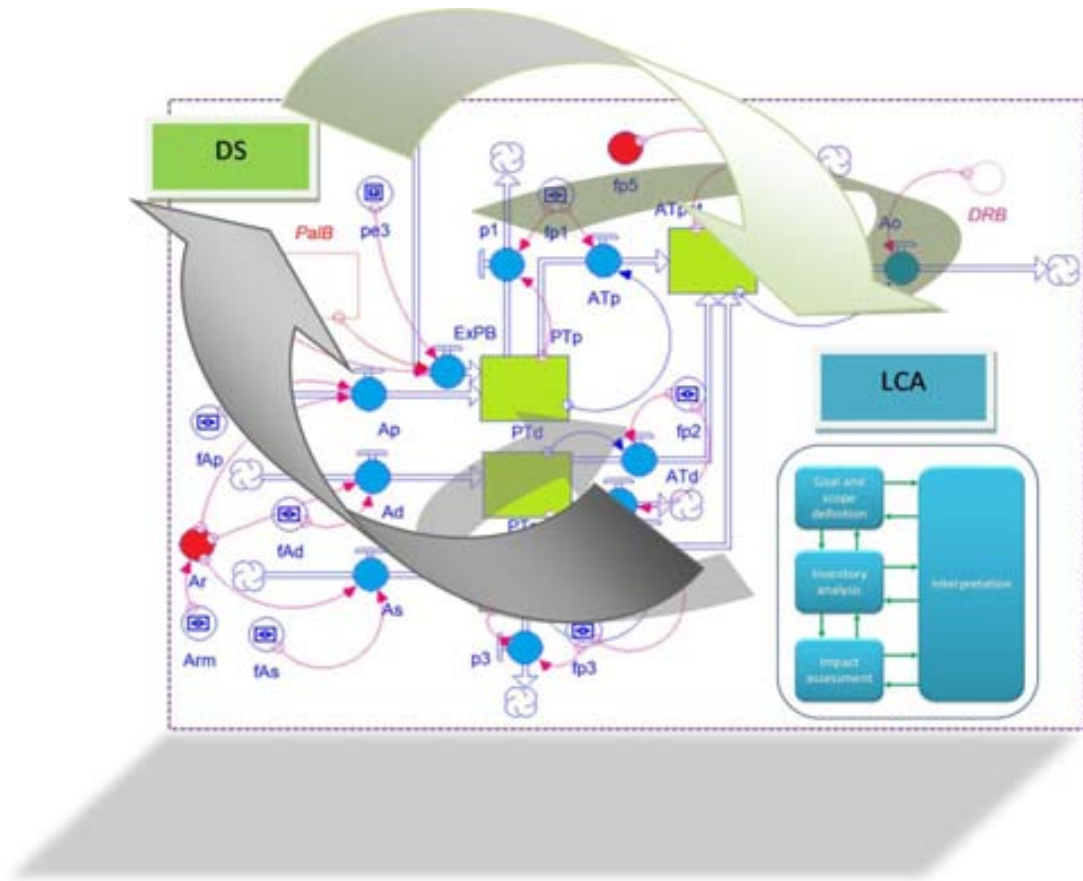 DS
fp5
pe3
p1
fp1
Ao
DRB
PalB
ATp
ExPB
PTp
LCA
Ap
PTd
fp2
fAp
Ad
ATd
Goal and
scope
definition
fAd
Inventory
analysis
Interpretation
Ar
As
Arm
fAs
p3
fp3
Impact
assessment